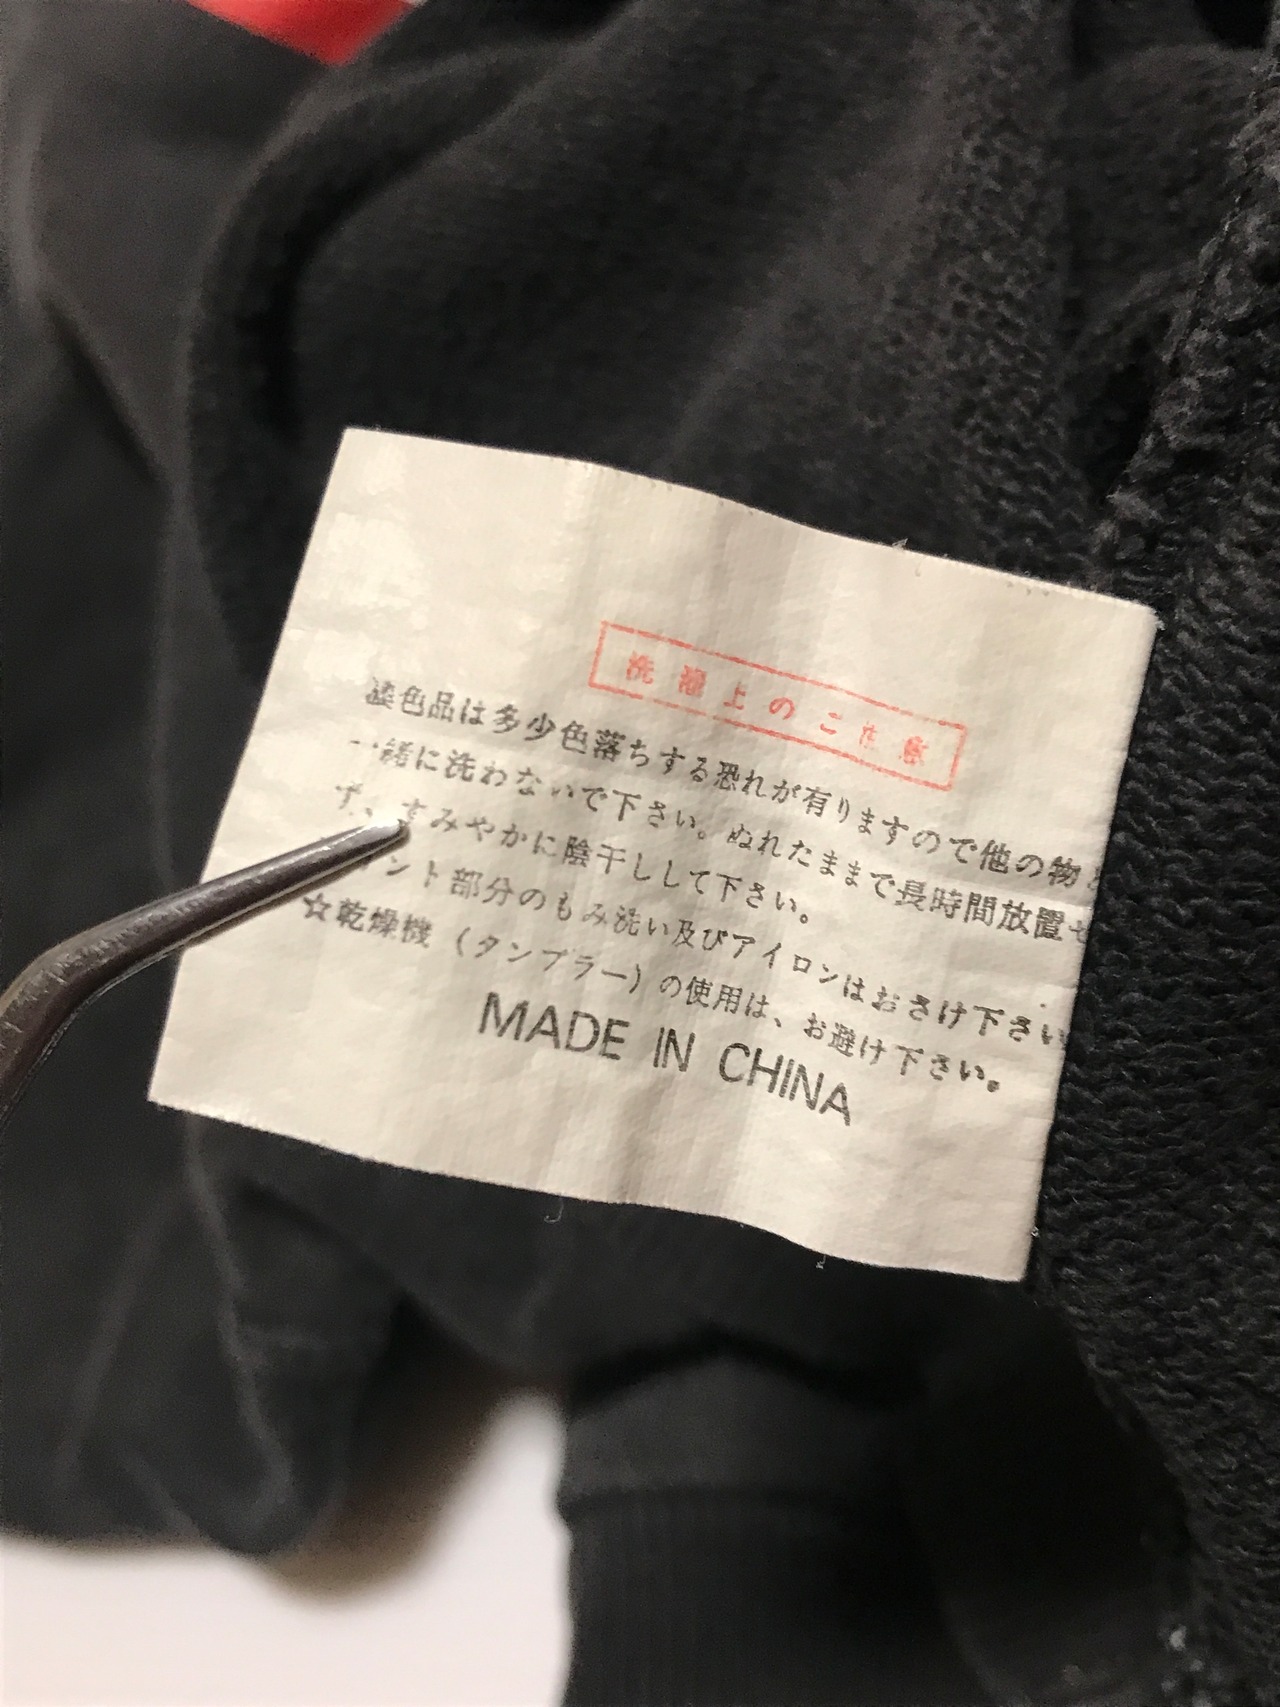 洗濯上のご注意
染色品は多少色落ちする恐れが有りますので他の物と
一緒に洗わないで下さい。ぬれたままで長時間放置せ
ず、すみやかに陰干しして下さい。
ント部分のもみ洗い及びアイロンはおさけ下さい
☆乾燥機(タンブラー)の使用は、お避け下さい。
MADE IN CHINA